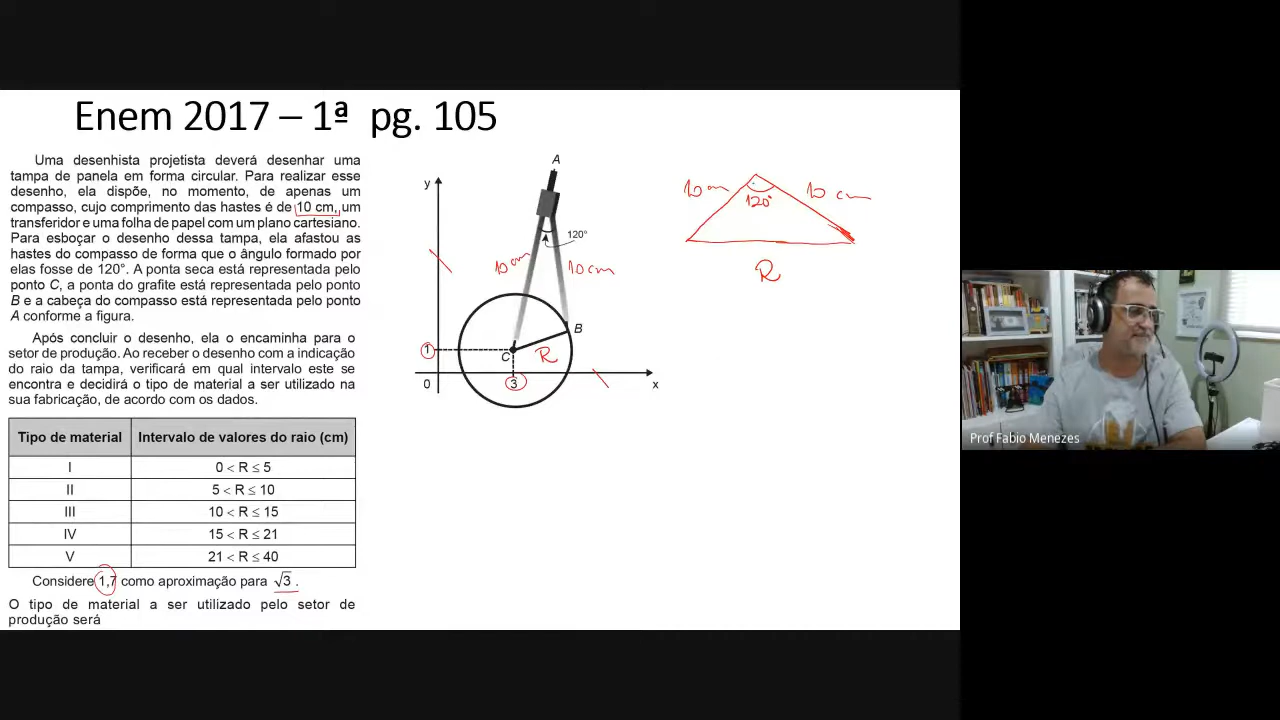 Enem 2017 – 1ª  pg. 105
Uma desenhista projetista deverá desenhar uma
tampa de panela em forma circular. Para realizar esse
desenho, ela dispõe, no momento, de apenas um
compasso, cujo comprimento das hastes é de 10 cm, um
transferidor e uma folha de papel com um plano cartesiano.
Para esboçar o desenho dessa tampa, ela afastou as
hastes do compasso de forma que o ângulo formado por
elas fosse de 120°. A ponta seca está representada pelo
ponto C, a ponta do grafite está representada pelo ponto
B e a cabeça do compasso está representada pelo ponto
A conforme a figura.
Após concluir o desenho, ela o encaminha para o
setor de produção. Ao receber o desenho com a indicação
do raio da tampa, verificará em qual intervalo este se
encontra e decidirá o tipo de material a ser utilizado na
sua fabricação, de acordo com os dados.
Tipo de material Intervalo de valores do raio (cm)
I 0 < R ≤ 5
II 5 < R ≤ 10
III 10 < R ≤ 15
IV 15 < R ≤ 21
V 21 < R ≤ 40
Considere 1,7 como aproximação para √3 .
O tipo de material a ser utilizado pelo setor de
produção será
A
y
120°
10 cm 10 cm
B
1
C R
0 3 x
10 cm 10 cm
120°
R
Prof Fabio Menezes